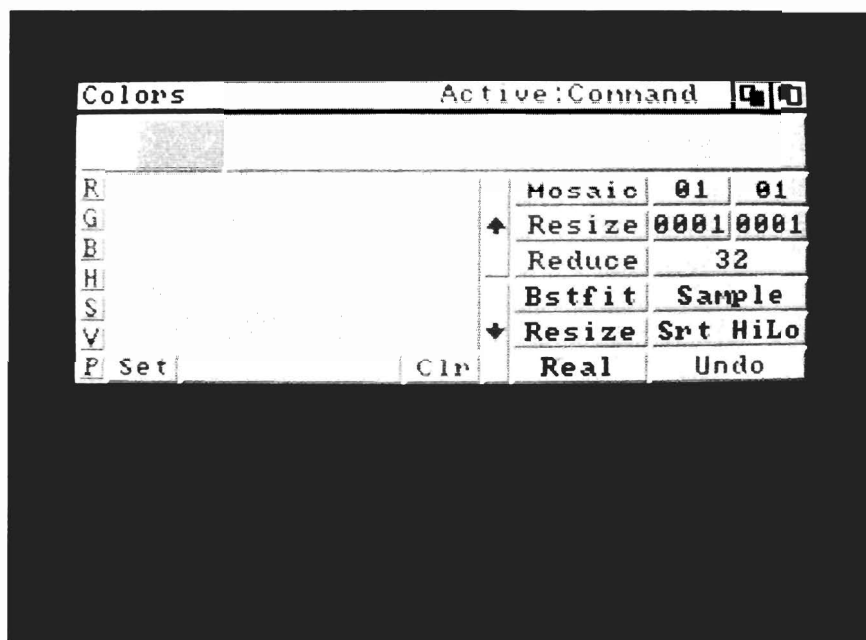 Colors Active:Command
R Mosaic 01 01
G Resize 0001 0001
B Reduce 32
H Bstfit Sample
S
V Resize Srt HiLo
P Set Clr Real Undo